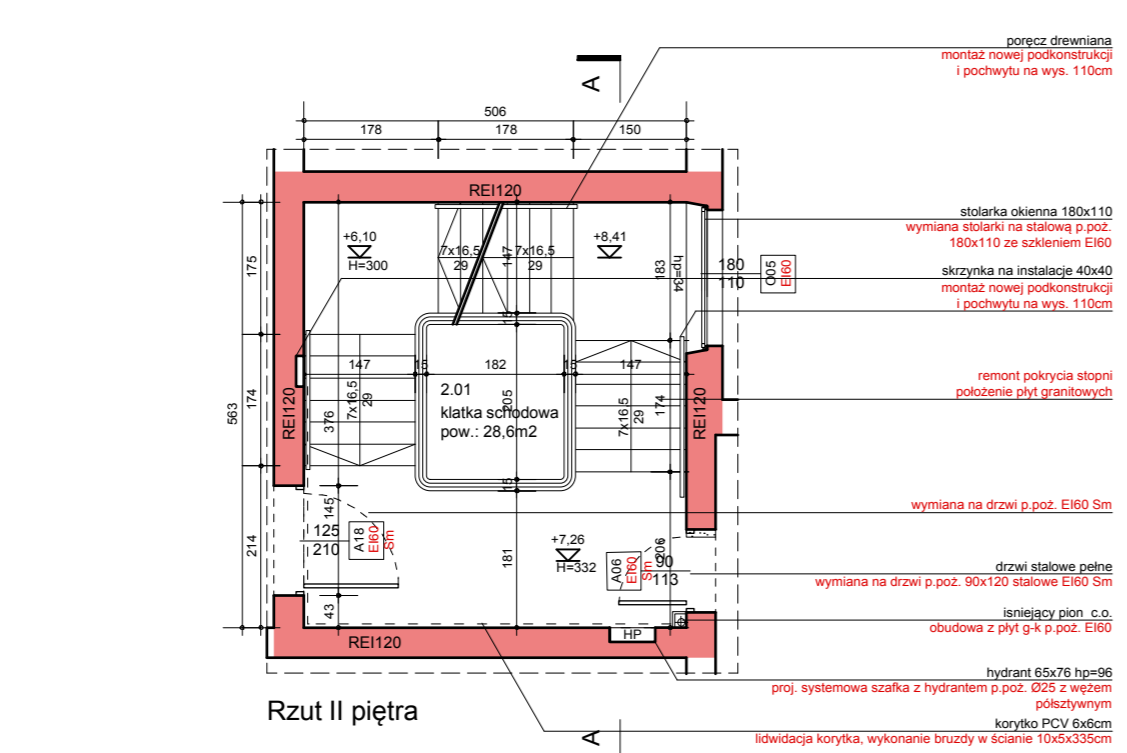 poręcz drewniana
montaż nowej podkonstrukcji
i pochwytu na wys. 110cm
A
506
178
178
150
REI120
stolarka okienna 180x110
wymiana stolarki na stalową p.poż.
180x110 ze szkleniem EI60
+6,10
H=300
7x16,5
29
147
7x16,5
29
+8,41
183
hp=34
180
110
O05
EI60
skrzynka na instalacje 40x40
montaż nowej podkonstrukcji
i pochwytu na wys. 110cm
175
174
214
563
15
147
15
182
15
147
remont pokrycia stopni
położenie płyt granitowych
REI120
376
7x16,5
29
2.01
klatka schodowa
pow.: 28,6m2
205
7x16,5
29
174
REI120
15
wymiana na drzwi p.poż. EI60 Sm
145
125
210
A18
EI60
Sm
181
+7,26
H=332
A06
EI60
Sm
206
90
113
drzwi stalowe pełne
wymiana na drzwi p.poż. 90x120 stalowe EI60 Sm
43
isniejący pion c.o.
obudowa z płyt g-k p.poż. EI60
REI120
HP
hydrant 65x76 hp=96
proj. systemowa szafka z hydrantem p.poż. Ø25 z wężem
półsztywnym
Rzut II piętra
korytko PCV 6x6cm
lidwidacja korytka, wykonanie bruzdy w ścianie 10x5x335cm
A